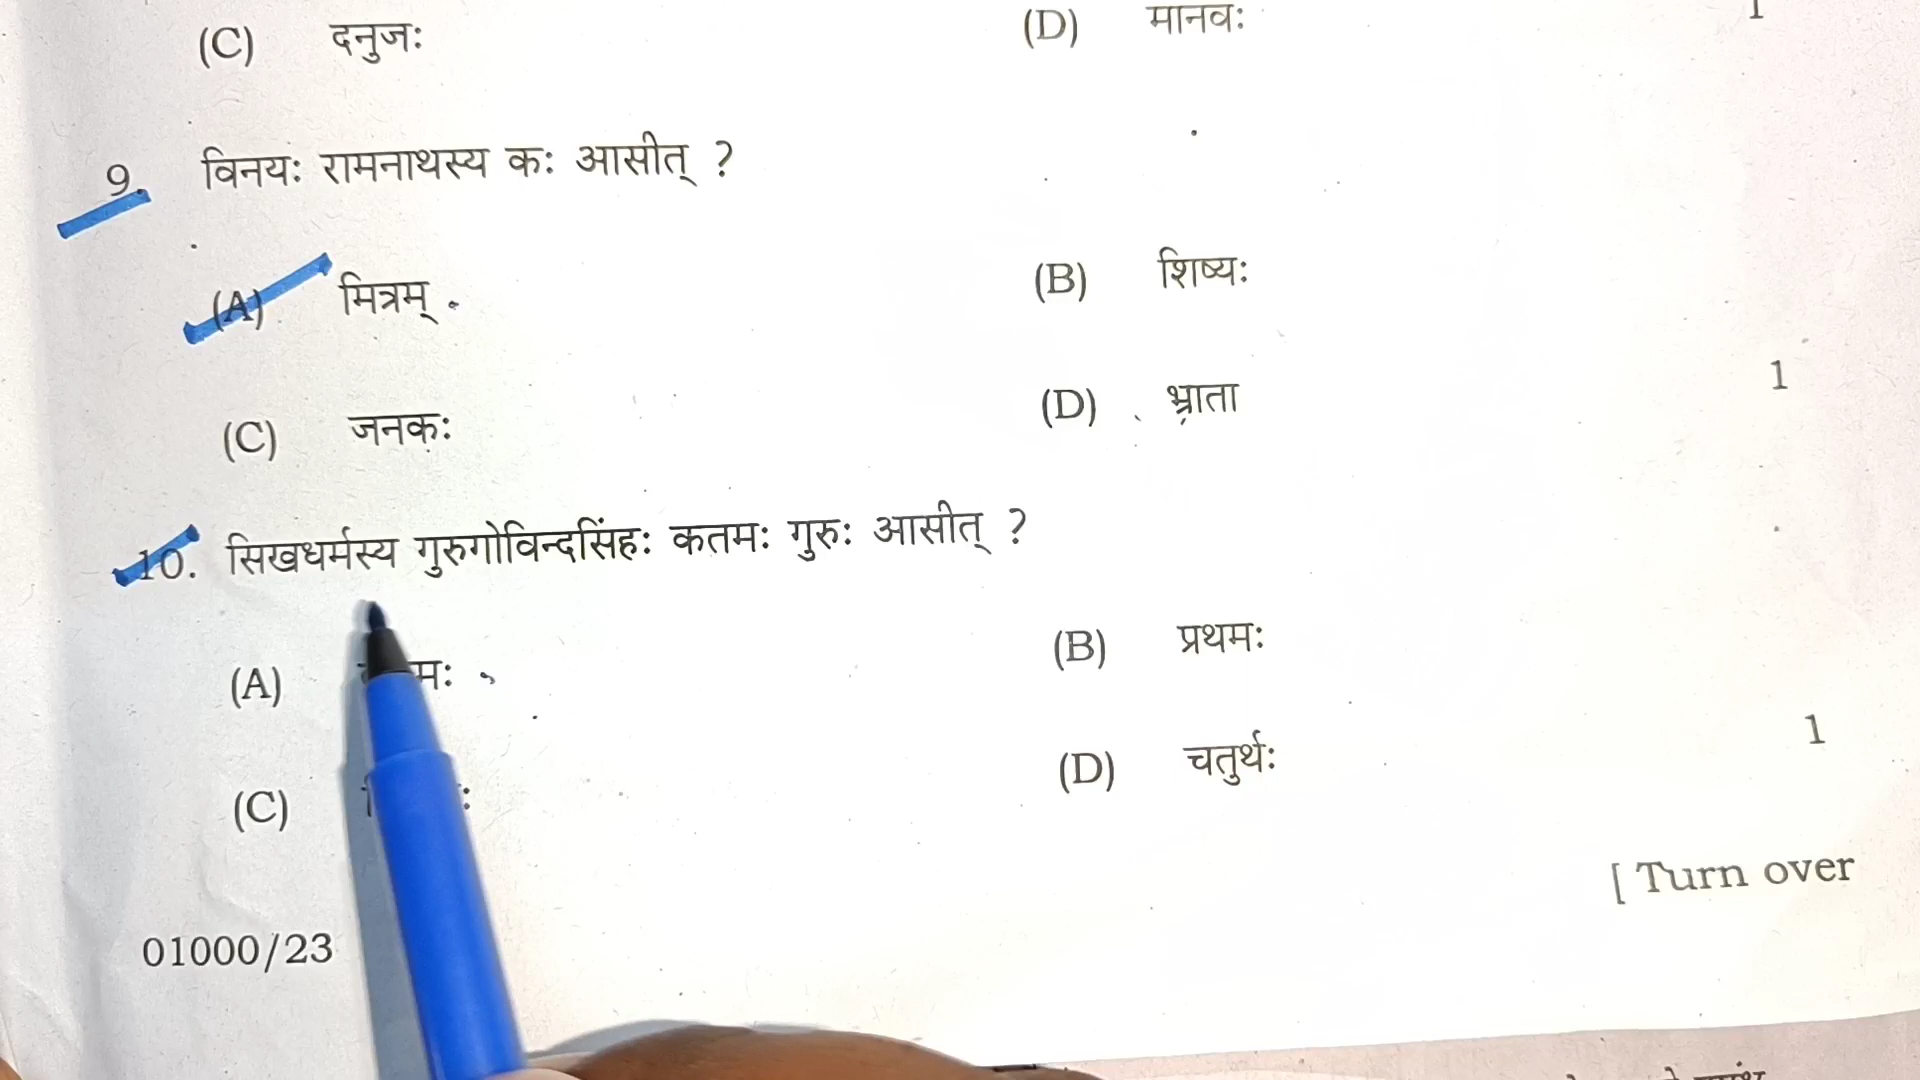 (C) दनुजः (D) मानवः 1
9. विनयः रामनाथस्य कः आसीत् ?
(A) मित्रम् (B) शिष्यः
(C) जनकः (D) भ्राता 1
10. सिखधर्मस्य गुरुगोविन्दसिंहः कतमः गुरुः आसीत् ?
(A) (B) प्रथमः
(C) (D) चतुर्थः 1
[ Turn over
01000/23